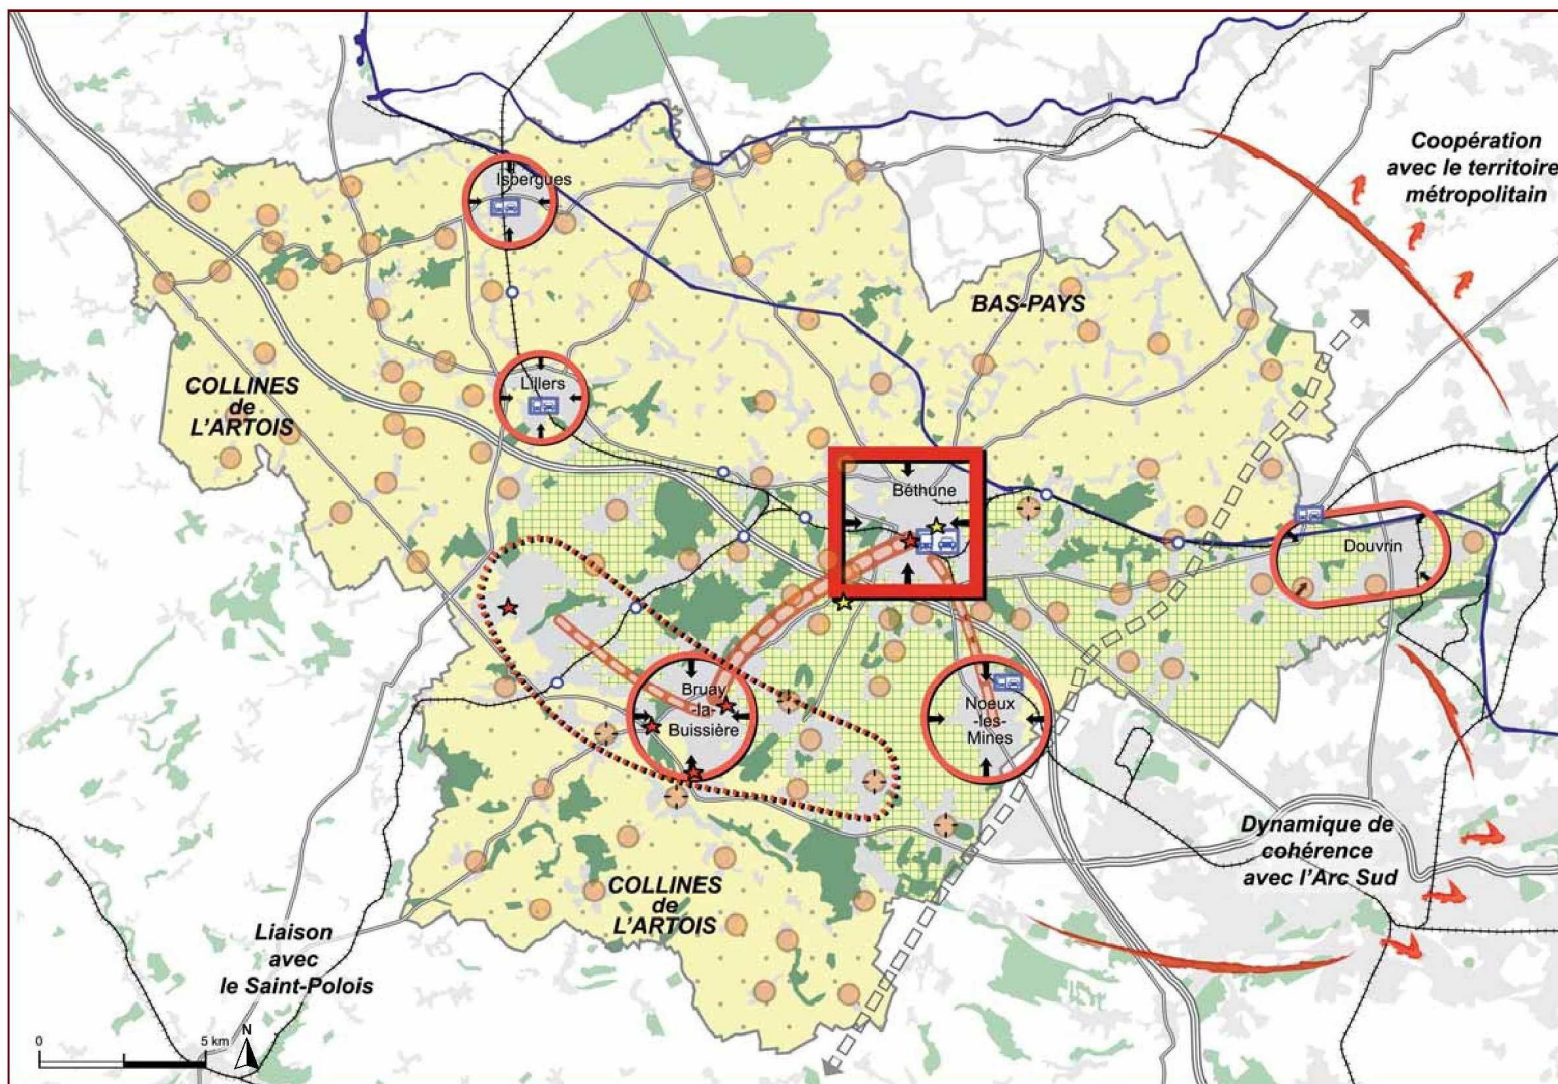 Coopération
avec le territoire
métropolitain
Isbergues
BAS-PAYS
COLLINES
de
L'ARTOIS
Lillers
Béthune
Douvrin
Bruay
-la-
Buissière
Noeux
-les-
Mines
Dynamique de
cohérence
avec l'Arc Sud
COLLINES
de
L'ARTOIS
Liaison
avec
le Saint-Polois
0
5 km
N